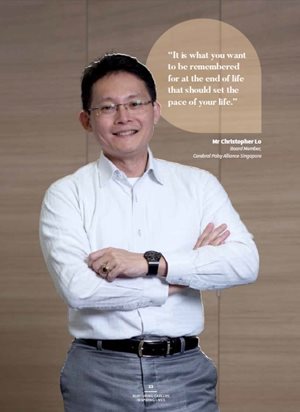 “It is what you want
to be remembered
for at the end of life
that should set the
pace of your life.”
Mr Christopher Lo
Board Member,
Cerebral Palsy Alliance Singapore